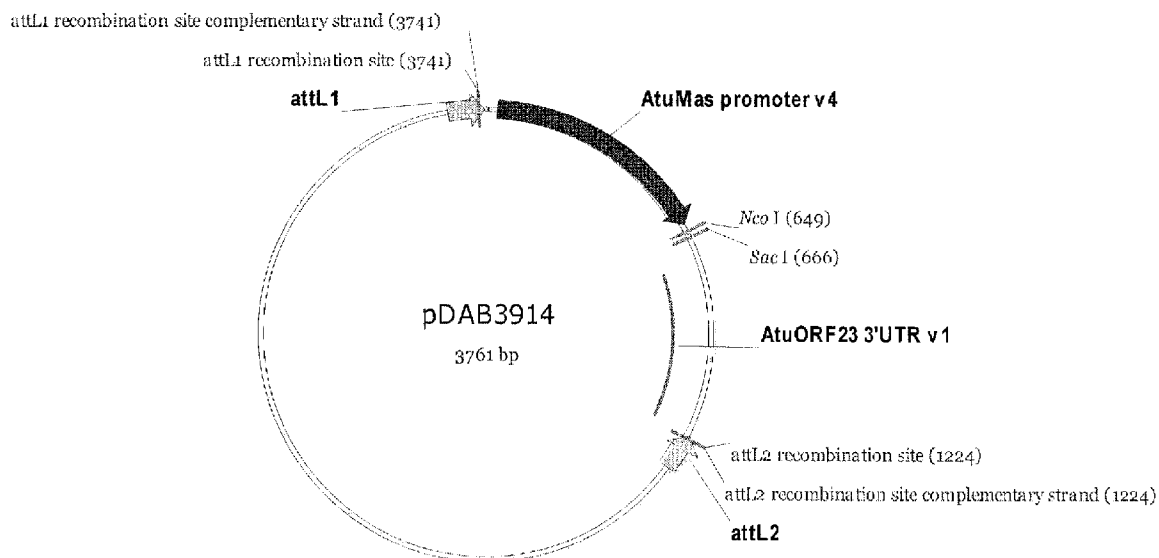 attL1 recombination site complementary strand (3741)
attL1 recombination site (3741)
attL1
AtuMas promoter v4
Nco I (649)
Sac I (666)
pDAB3914
3761 bp
AtuORF23 3'UTR v1
attL2 recombination site (1224)
attL2 recombination site complementary strand (1224)
attL2